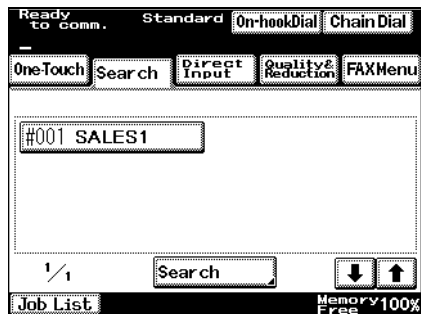 Ready to comm. Standard On-hookDial Chain Dial
One-Touch Search Direct Input Quality& Reduction FAXMenu
#001 SALES1
1/1 Search
Job List Memory Free 100%